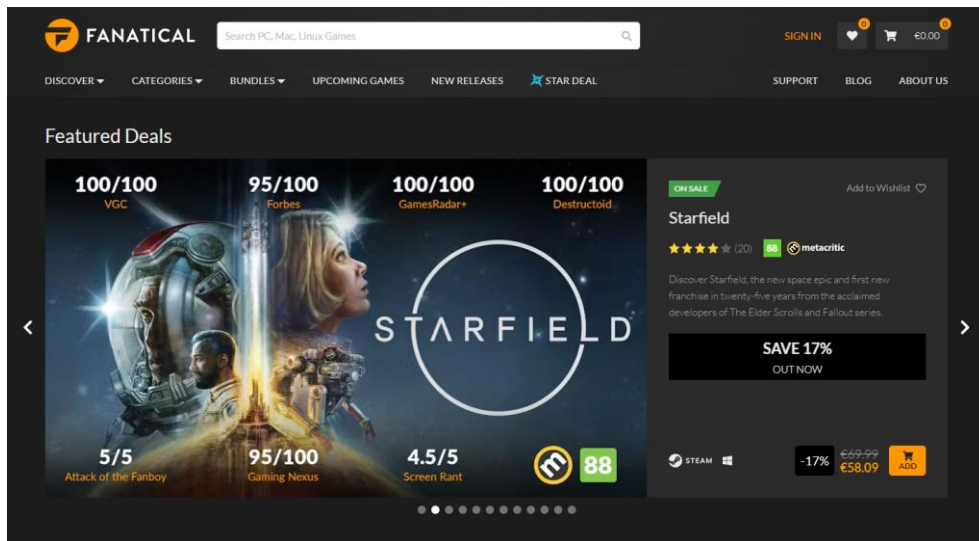 FANATICAL
Search PC, Mac, Linux Games
SIGN IN
0
0
€0.00
DISCOVER
CATEGORIES
BUNDLES
UPCOMING GAMES
NEW RELEASES
STAR DEAL
SUPPORT
BLOG
ABOUT US
Featured Deals
100/100
VGC
95/100
Forbes
100/100
GamesRadar+
100/100
Destructoid
STARFIELD
5/5
Attack of the Fanboy
95/100
Gaming Nexus
4.5/5
Screen Rant
88
ON SALE
Add to Wishlist
Starfield
(20)
88
metacritic
Discover Starfield, the new space epic and first new
franchise in twenty-five years from the acclaimed
developers of The Elder Scrolls and Fallout series.
SAVE 17%
OUT NOW
STEAM
-17%
€69.99
€58.09
ADD